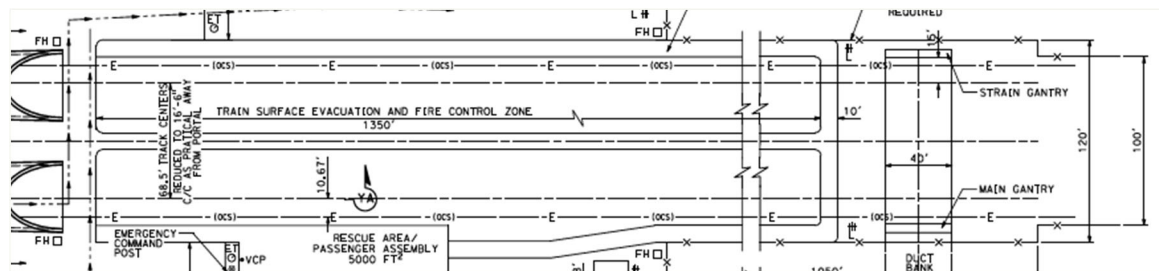 ET
L
FH
REQUIRED
FH
15'
L
E (OCS) E (OCS) E (OCS) E (OCS) E
STRAIN GANTRY
TRAIN SURFACE EVACUATION AND FIRE CONTROL ZONE
1350'
10'
68.5' TRACK CENTERS
REDUCED TO 16'-6"
C/C AS PRATICAL AWAY
FROM PORTAL
120'
100'
40'
10.67'
YA
MAIN GANTRY
E (OCS) E (OCS) E (OCS) E (OCS) E
FH
EMERGENCY
COMMAND
POST
ET
VCP
RESCUE AREA/
PASSENGER ASSEMBLY
5000 FT²
FH
L
DUCT
BANK